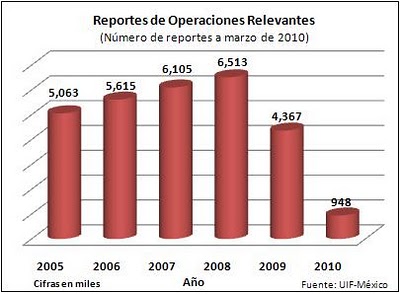 Reportes de Operaciones Relevantes
(Número de reportes a marzo de 2010)
5,063
5,615
6,105
6,513
4,367
948
2005 2006 2007 2008 2009 2010
Cifras en miles Año Fuente: UIF-México